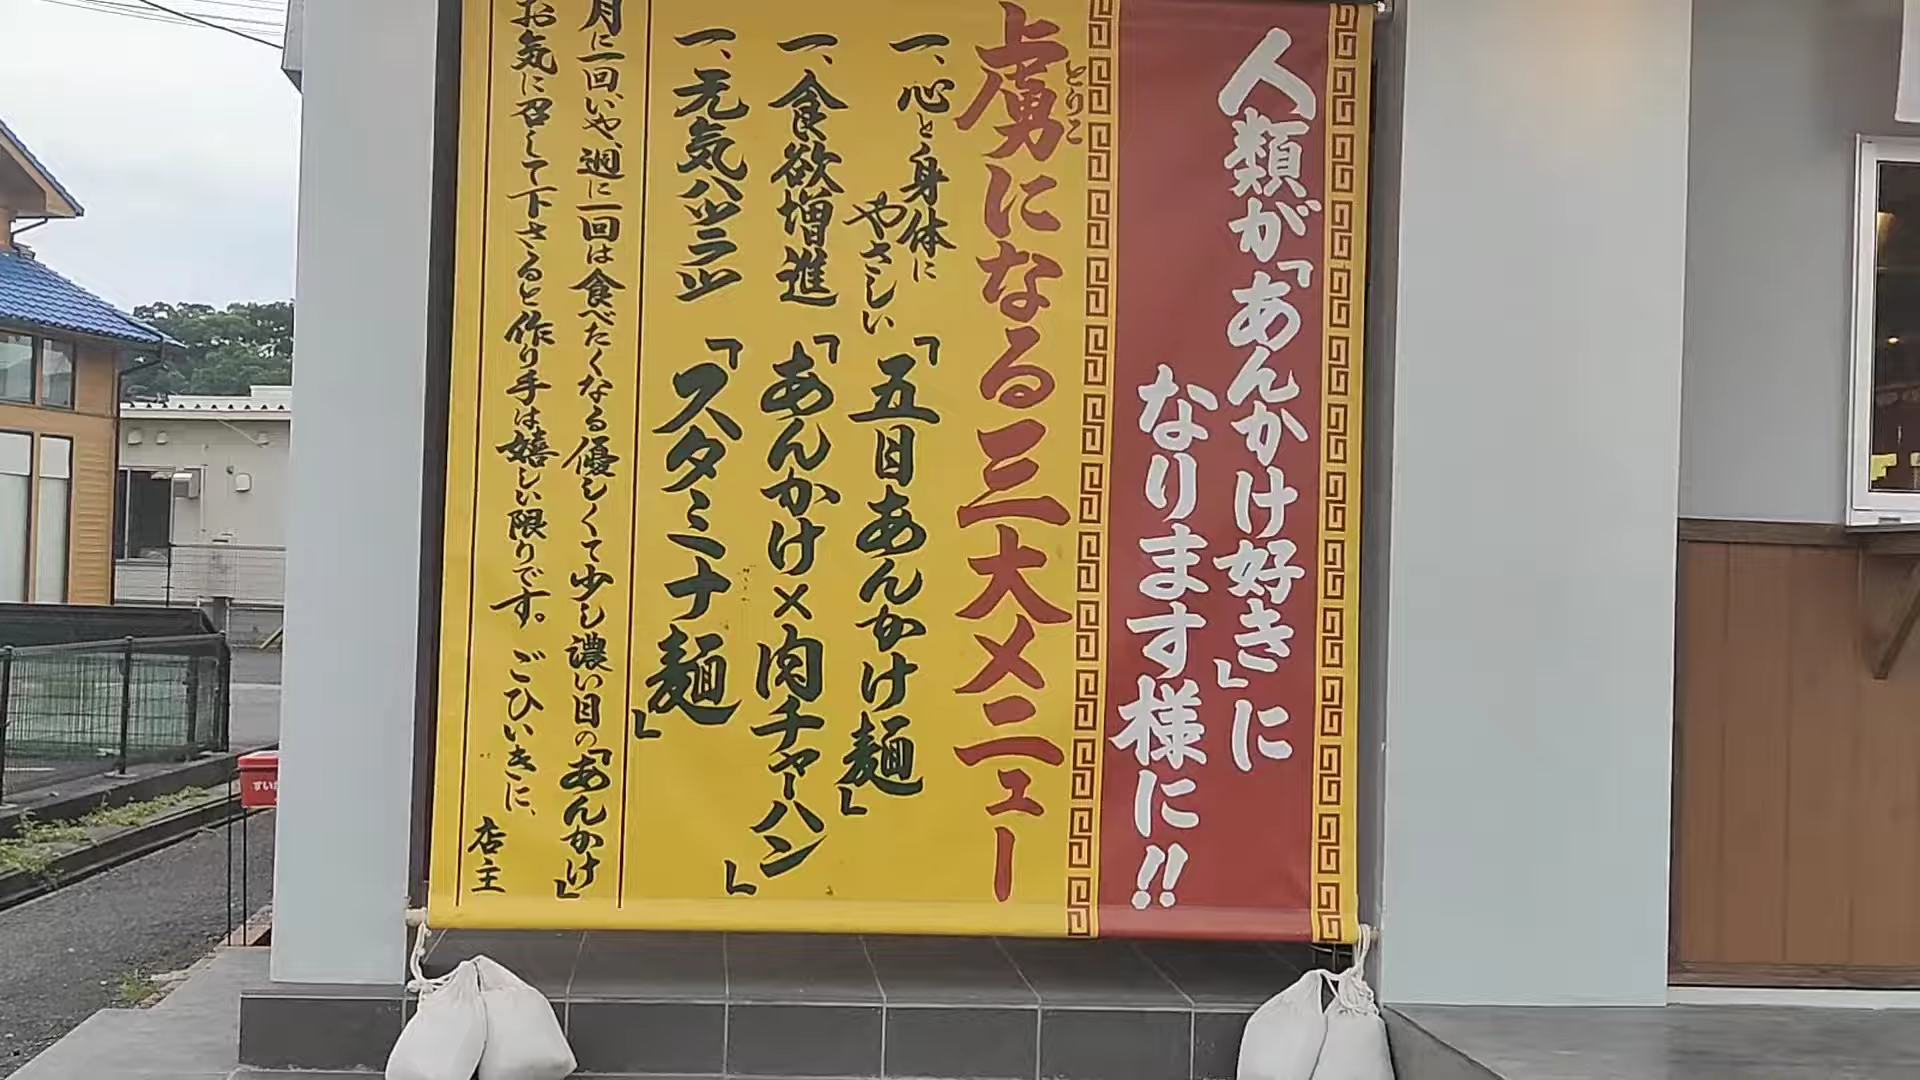 人類が「あんかけ好き」に
なります様に!!
虜になる三大メニュー
とりこ
一、心と身体に
やさしい
「五目あんかけ麺」
一、食欲増進
「あんかけ×肉チャーハン」
一、元気ハツラツ
「スタミナ麺」
月に一回、いや、週に一回は食べたくなる優しくて少し濃い目の「あんかけ」
お気に召して下さると作り手は嬉しい限りです。ごひいきに、
店主